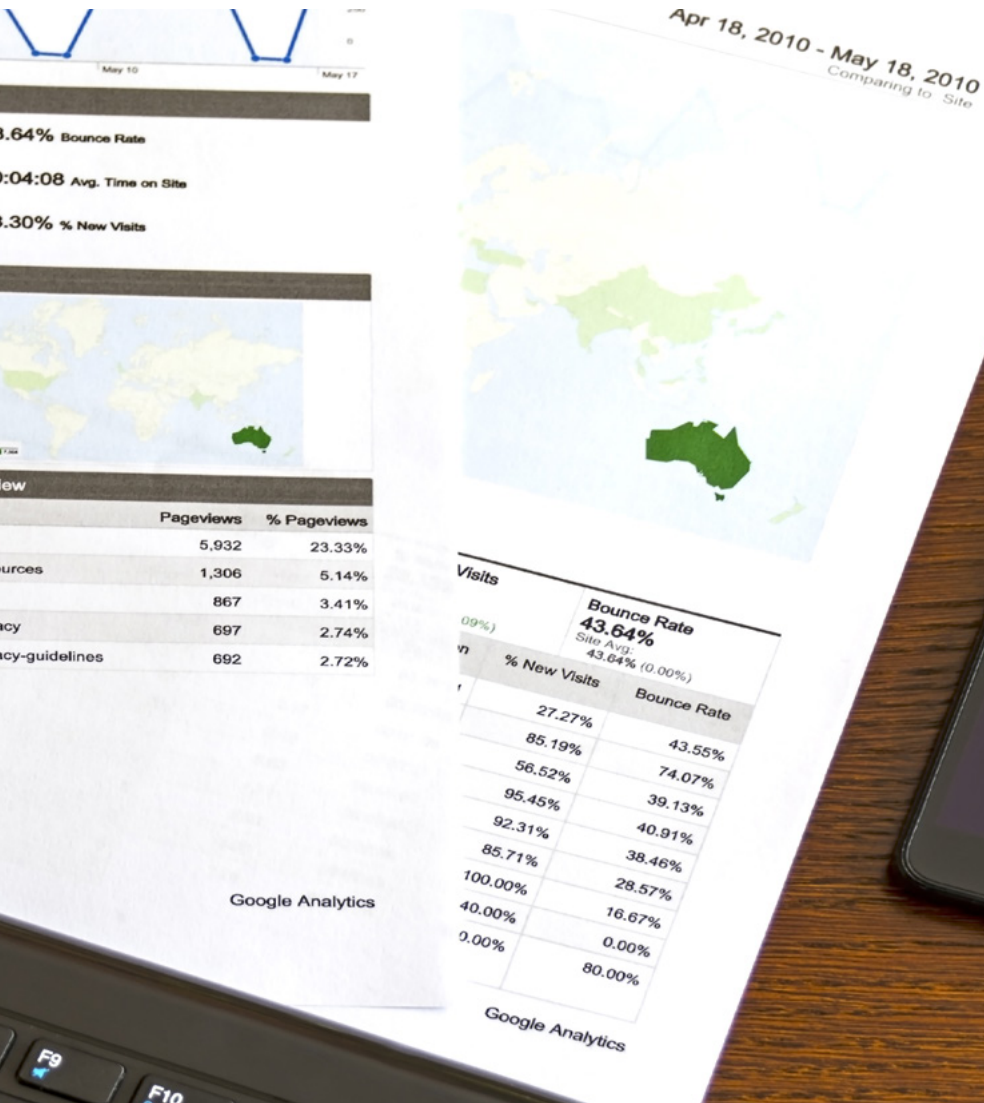 May 10
May 17
.64% Bounce Rate
:04:08 Avg. Time on Site
.30% % New Visits
Pageviews % Pageviews
5,932 23.33%
urces 1,306 5.14%
867 3.41%
acy 697 2.74%
acy-guidelines 692 2.72%
Google Analytics
Apr 18, 2010 - May 18, 2010
Comparing to Site
Visits
Bounce Rate
43.64%
Site Avg:
09%) 43.64% (0.00%)
% New Visits Bounce Rate
27.27% 43.55%
85.19% 74.07%
56.52% 39.13%
95.45% 40.91%
92.31% 38.46%
85.71% 28.57%
100.00% 16.67%
40.00% 0.00%
0.00% 80.00%
Google Analytics
F9
F10